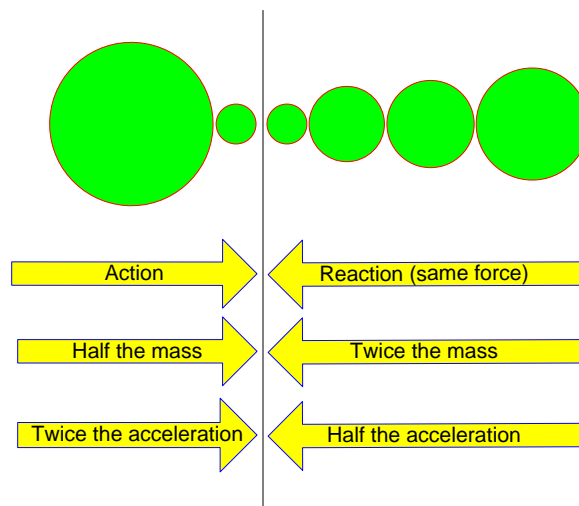 Action
Reaction (same force)
Half the mass
Twice the mass
Twice the acceleration
Half the acceleration